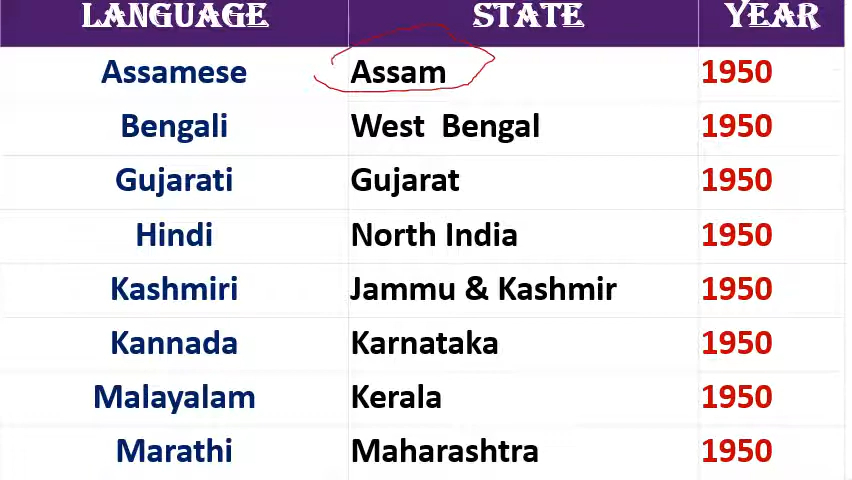 LANGUAGE STATE YEAR
Assamese Assam 1950
Bengali West Bengal 1950
Gujarati Gujarat 1950
Hindi North India 1950
Kashmiri Jammu & Kashmir 1950
Kannada Karnataka 1950
Malayalam Kerala 1950
Marathi Maharashtra 1950